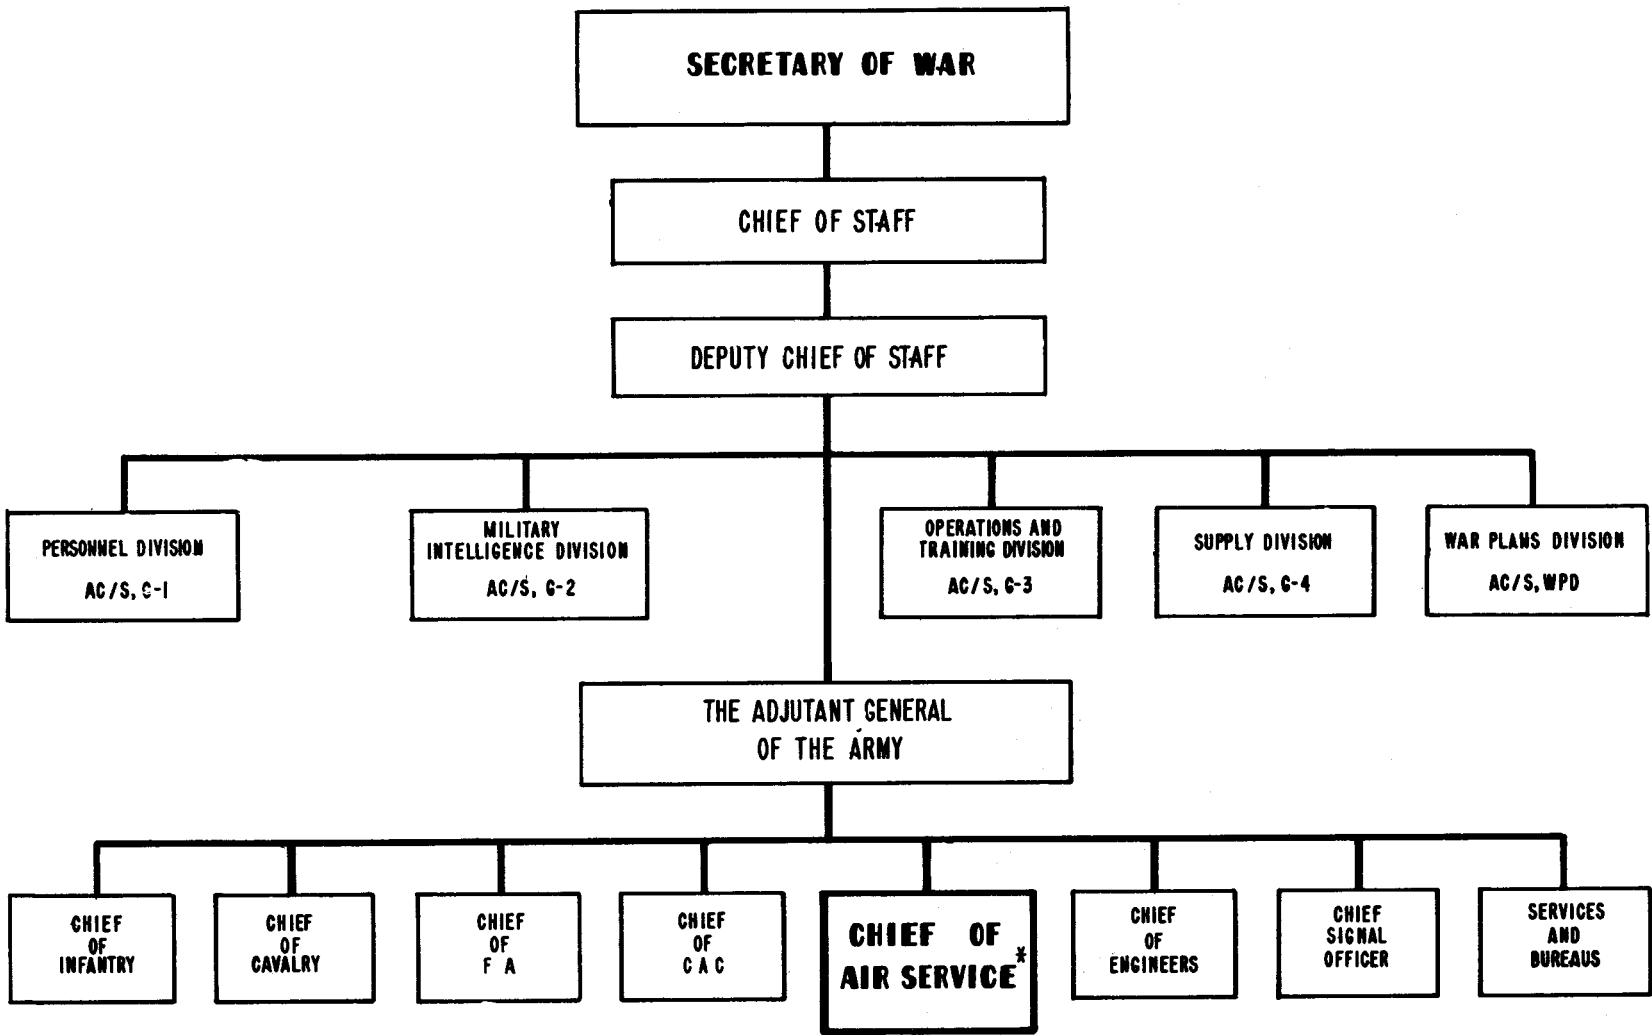 SECRETARY OF WAR
CHIEF OF STAFF
DEPUTY CHIEF OF STAFF
PERSONNEL DIVISION
AC/S, G-1
MILITARY
INTELLIGENCE DIVISION
AC/S, G-2
OPERATIONS AND
TRAINING DIVISION
AC/S, G-3
SUPPLY DIVISION
AC/S, G-4
WAR PLANS DIVISION
AC/S, WPD
THE ADJUTANT GENERAL
OF THE ARMY
CHIEF
OF
INFANTRY
CHIEF
OF
CAVALRY
CHIEF
OF
F A
CHIEF
OF
C A C
CHIEF OF
AIR SERVICE*
CHIEF
OF
ENGINEERS
CHIEF
SIGNAL
OFFICER
SERVICES
AND
BUREAUS